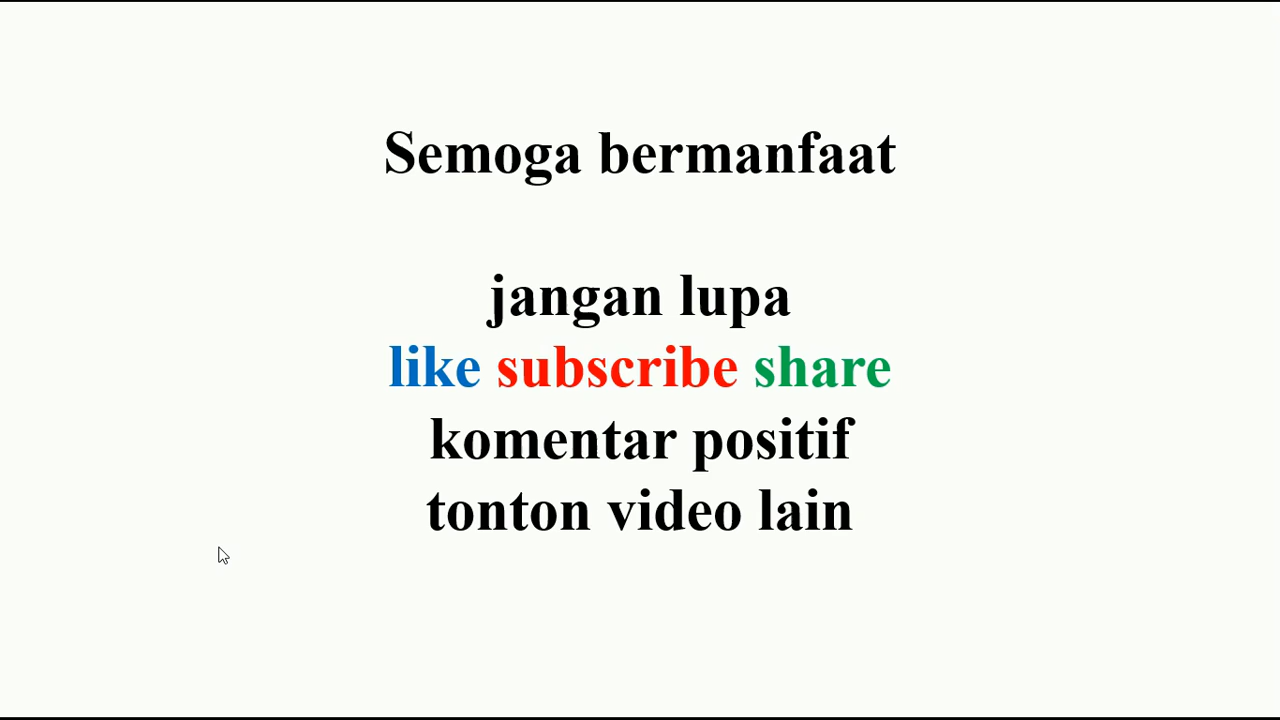 Semoga bermanfaat
jangan lupa
like subscribe share
komentar positif
tonton video lain